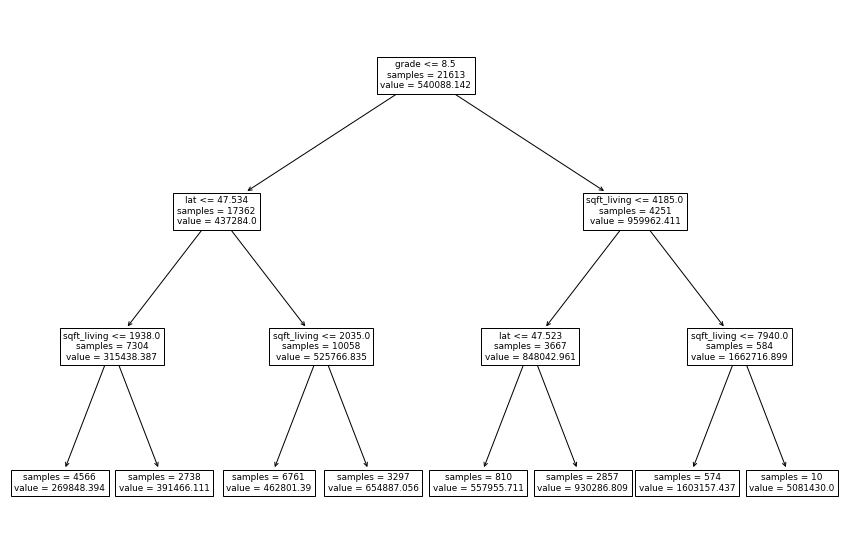 grade <= 8.5
samples = 21613
value = 540088.142
lat <= 47.534
samples = 17362
value = 437284.0
sqft_living <= 4185.0
samples = 4251
value = 959962.411
sqft_living <= 1938.0
samples = 7304
value = 315438.387
sqft_living <= 2035.0
samples = 10058
value = 525766.835
lat <= 47.523
samples = 3667
value = 848042.961
sqft_living <= 7940.0
samples = 584
value = 1662716.899
samples = 4566
value = 269848.394
samples = 2738
value = 391466.111
samples = 6761
value = 462801.39
samples = 3297
value = 654887.056
samples = 810
value = 557955.711
samples = 2857
value = 930286.809
samples = 574
value = 1603157.437
samples = 10
value = 5081430.0